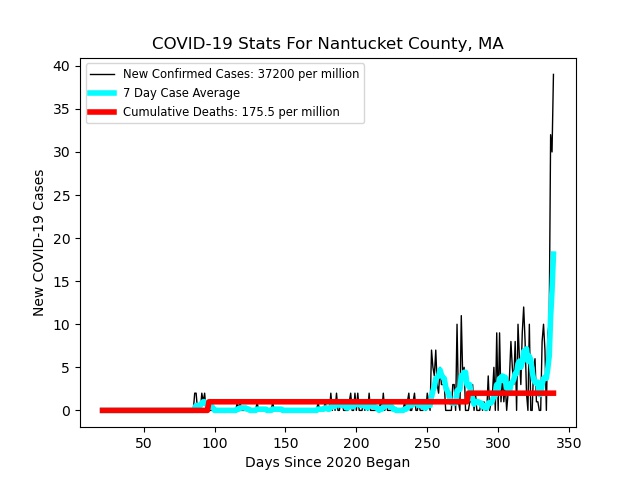 COVID-19 Stats For Nantucket County, MA
New Confirmed Cases: 37200 per million
7 Day Case Average
Cumulative Deaths: 175.5 per million
New COVID-19 Cases
40
35
30
25
20
15
10
5
0
50 100 150 200 250 300 350
Days Since 2020 Began